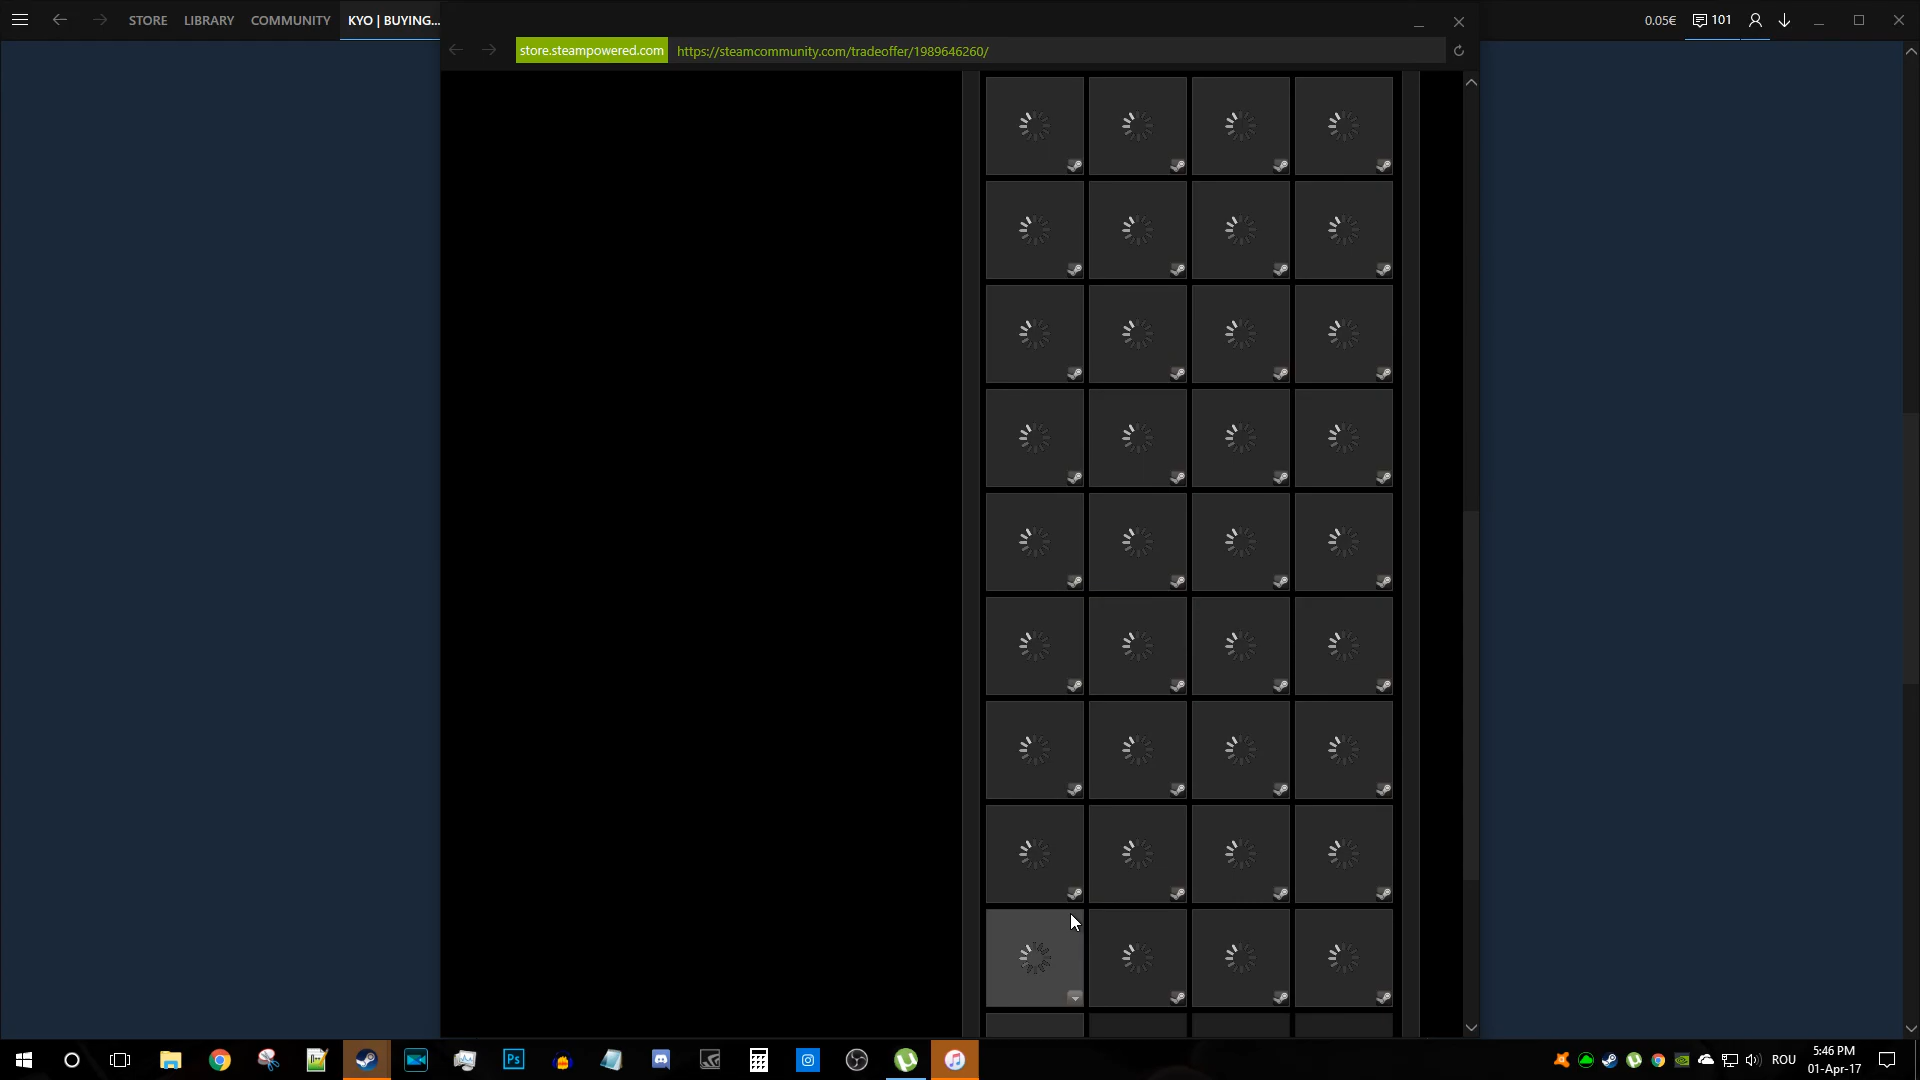 STORE LIBRARY COMMUNITY KYO | BUYING... 0.05€ 101
store.steampowered.com https://steamcommunity.com/tradeoffer/1989646260/
Ps ROU 5:46 PM
01-Apr-17